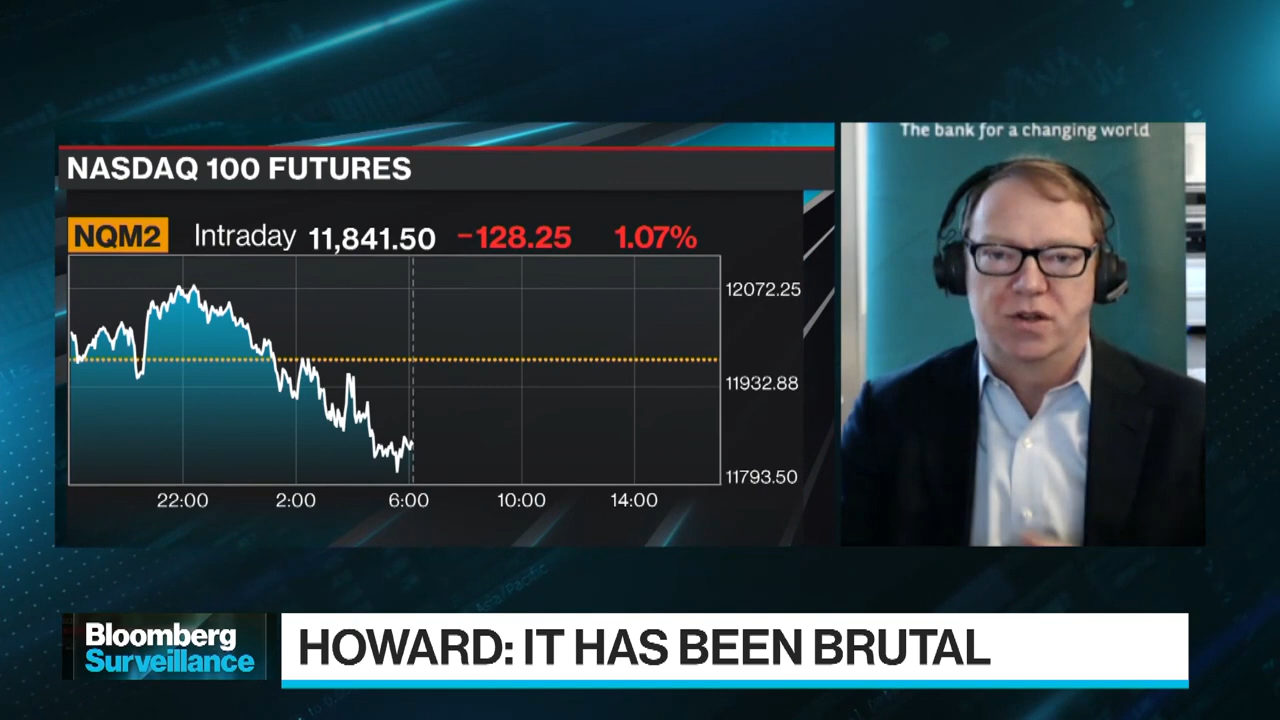 The bank for a changing world
NASDAQ 100 FUTURES
NQM2 Intraday 11,841.50 -128.25 1.07%
12072.25
11932.88
11793.50
22:00 2:00 6:00 10:00 14:00
Bloomberg
Surveillance
HOWARD: IT HAS BEEN BRUTAL